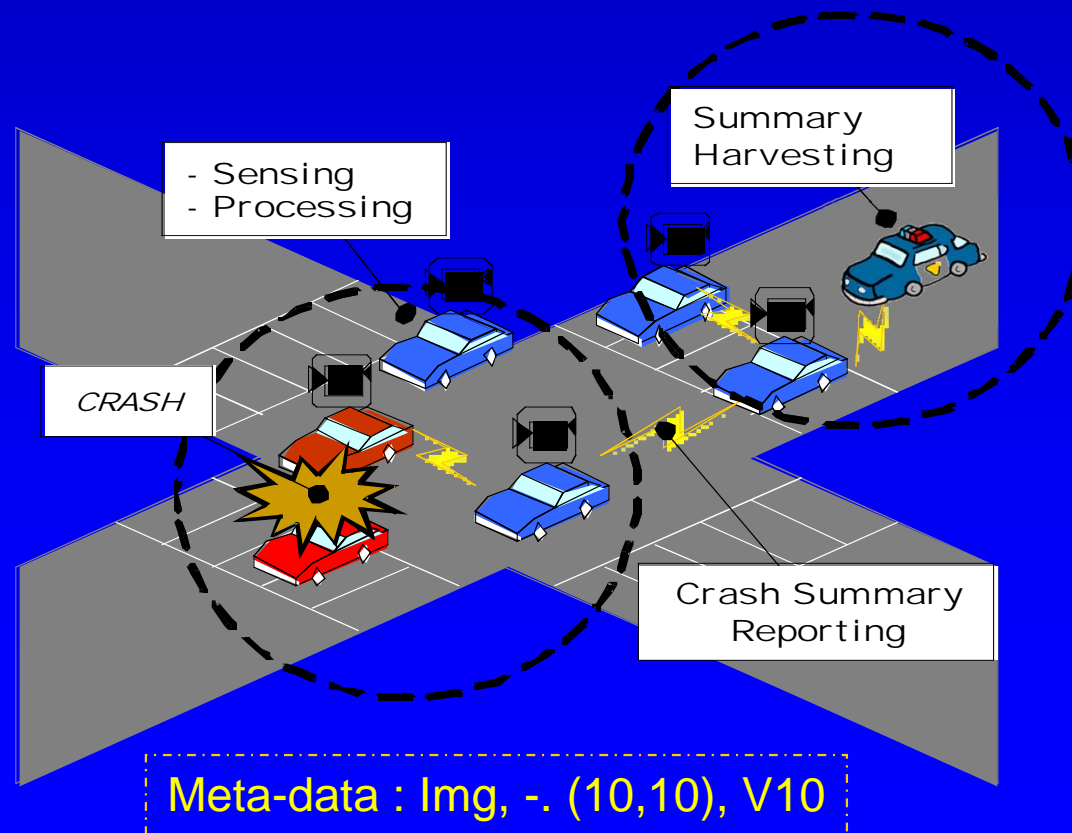 Summary
Harvesting
- Sensing
- Processing
CRASH
Crash Summary
Reporting
Meta-data : Img, -. (10,10), V10